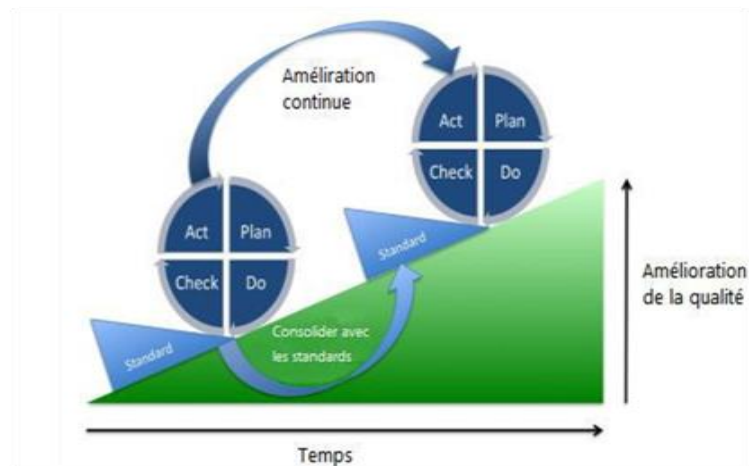 Améliration
continue
Act
Plan
Check
Do
Act
Plan
Check
Do
Standard
Standard
Consolider avec
les standards
Amélioration
de la qualité
Temps